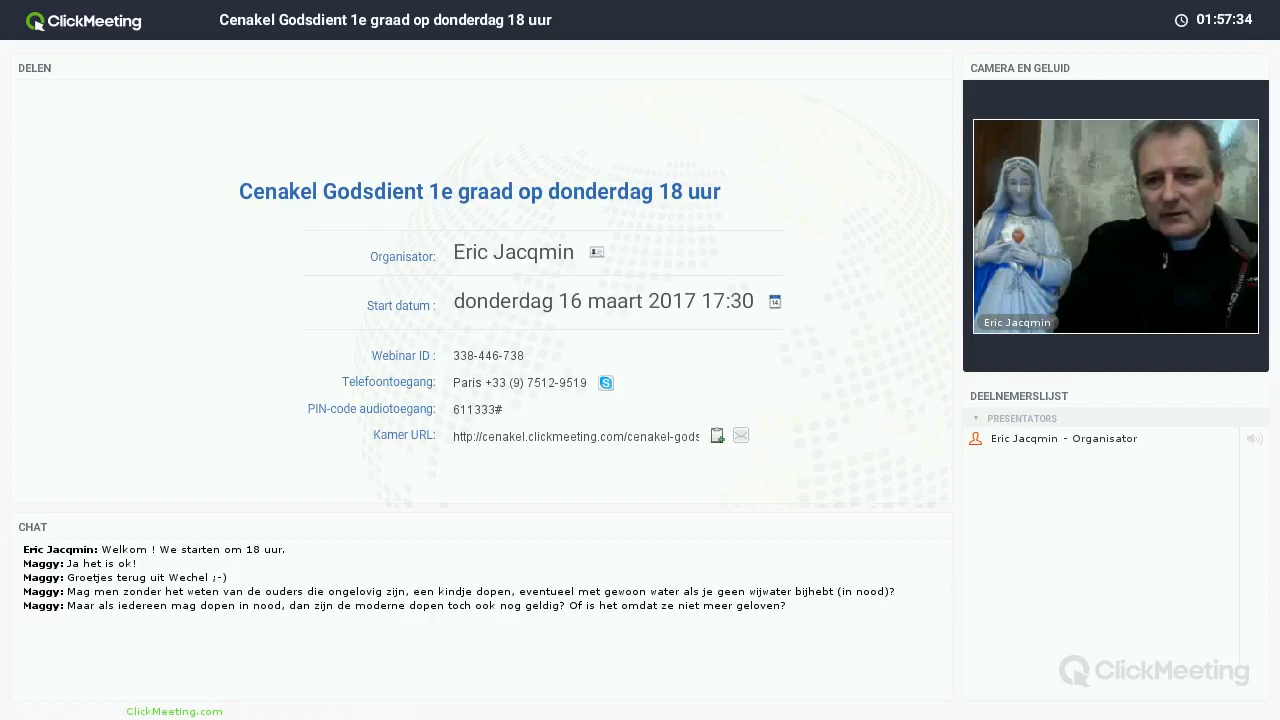 ClickMeeting
Cenakel Godsdient 1e graad op donderdag 18 uur
01:57:34
DELEN
CAMERA EN GELUID
Cenakel Godsdient 1e graad op donderdag 18 uur
Organisator: Eric Jacqmin
Start datum : donderdag 16 maart 2017 17:30
14
Webinar ID : 338-446-738
Telefoontoegang: Paris +33 (9) 7512-9519
PIN-code audiotoegang: 611333#
Kamer URL: http://cenakel.clickmeeting.com/cenakel-gods
Eric Jacqmin
DEELNEMERSLIJST
PRESENTATORS
Eric Jacqmin - Organisator
CHAT
Eric Jacqmin: Welkom ! We starten om 18 uur.
Maggy: Ja het is ok!
Maggy: Groetjes terug uit Wechel ;-)
Maggy: Mag men zonder het weten van de ouders die ongelovig zijn, een kindje dopen, eventueel met gewoon water als je geen wijwater bijhebt (in nood)?
Maggy: Maar als iedereen mag dopen in nood, dan zijn de moderne dopen toch ook nog geldig? Of is het omdat ze niet meer geloven?
ClickMeeting
ClickMeeting.com